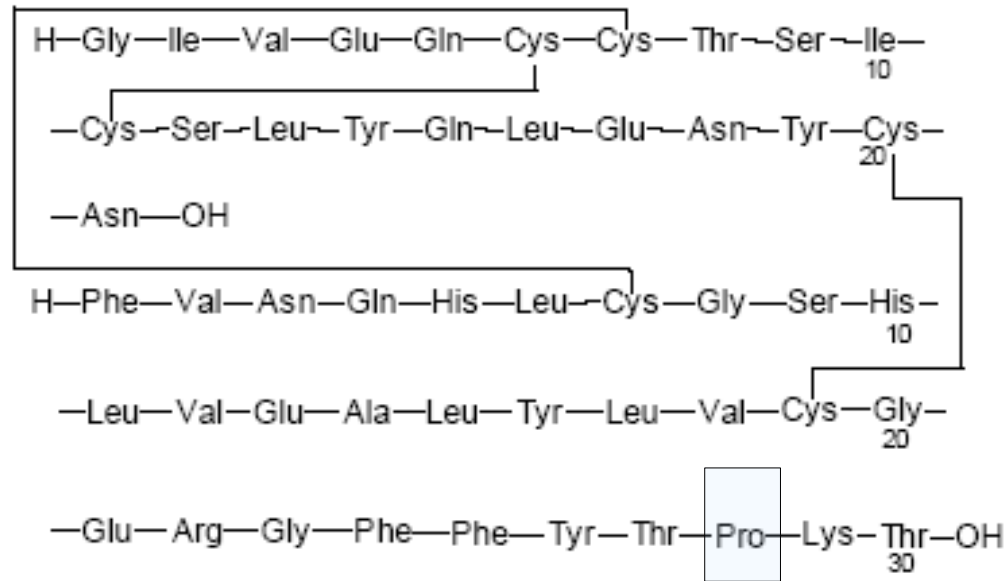 H–Gly–Ile–Val–Glu–Gln–Cys–Cys–Thr–Ser–Ile–
10
–Cys–Ser–Leu–Tyr–Gln–Leu–Glu–Asn–Tyr–Cys–
20
–Asn–OH
H–Phe–Val–Asn–Gln–His–Leu–Cys–Gly–Ser–His–
10
–Leu–Val–Glu–Ala–Leu–Tyr–Leu–Val–Cys–Gly–
20
–Glu–Arg–Gly–Phe–Phe–Tyr–Thr–Pro–Lys–Thr–OH
30